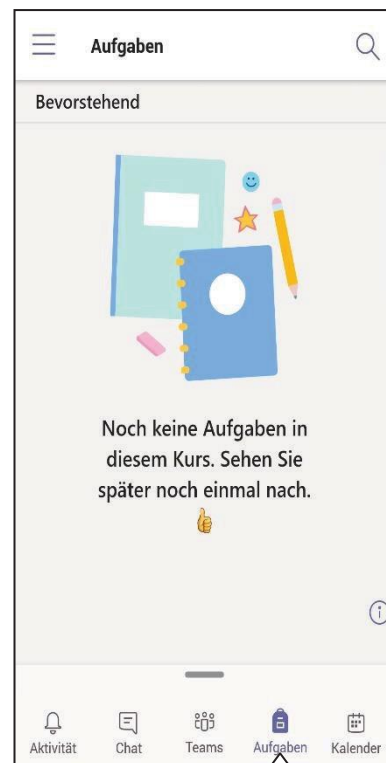 Aufgaben
Bevorstehend
Noch keine Aufgaben in
diesem Kurs. Sehen Sie
später noch einmal nach.
Aktivität Chat Teams Aufgaben Kalender